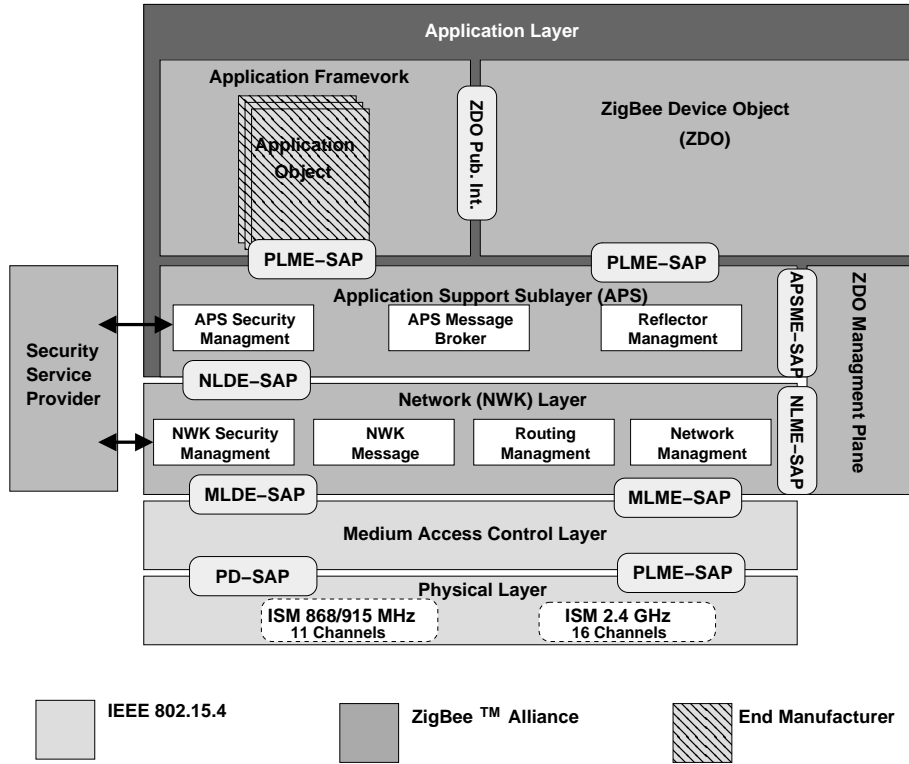 Application Layer
Application Framevork
Application
Object
ZDO Pub. Int.
ZigBee Device Object
(ZDO)
PLME−SAP
PLME−SAP
Application Support Sublayer (APS)
APS Security
Managment
APS Message
Broker
Reflector
Managment
APSME−SAP
ZDO Managment Plane
Security
Service
Provider
NLDE−SAP
Network (NWK) Layer
NWK Security
Managment
NWK
Message
Routing
Managment
Network
Managment
NLME−SAP
MLDE−SAP
MLME−SAP
Medium Access Control Layer
PD−SAP
PLME−SAP
Physical Layer
ISM 868/915 MHz
11 Channels
ISM 2.4 GHz
16 Channels
IEEE 802.15.4
ZigBee TM Alliance
End Manufacturer